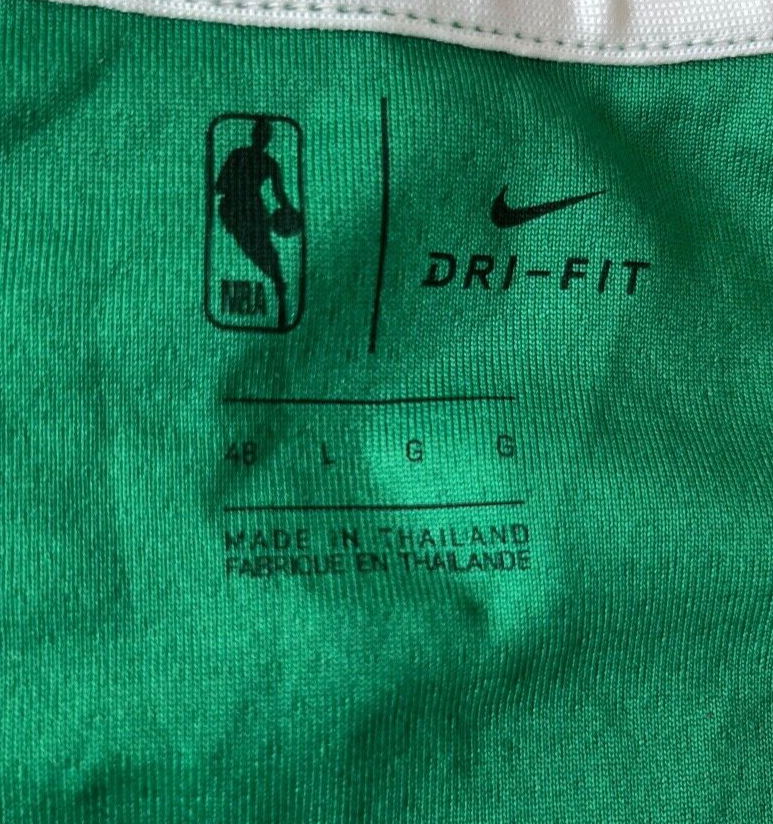 NBA
DRI-FIT
48 L G G
MADE IN THAILAND
FABRIQUE EN THAILANDE